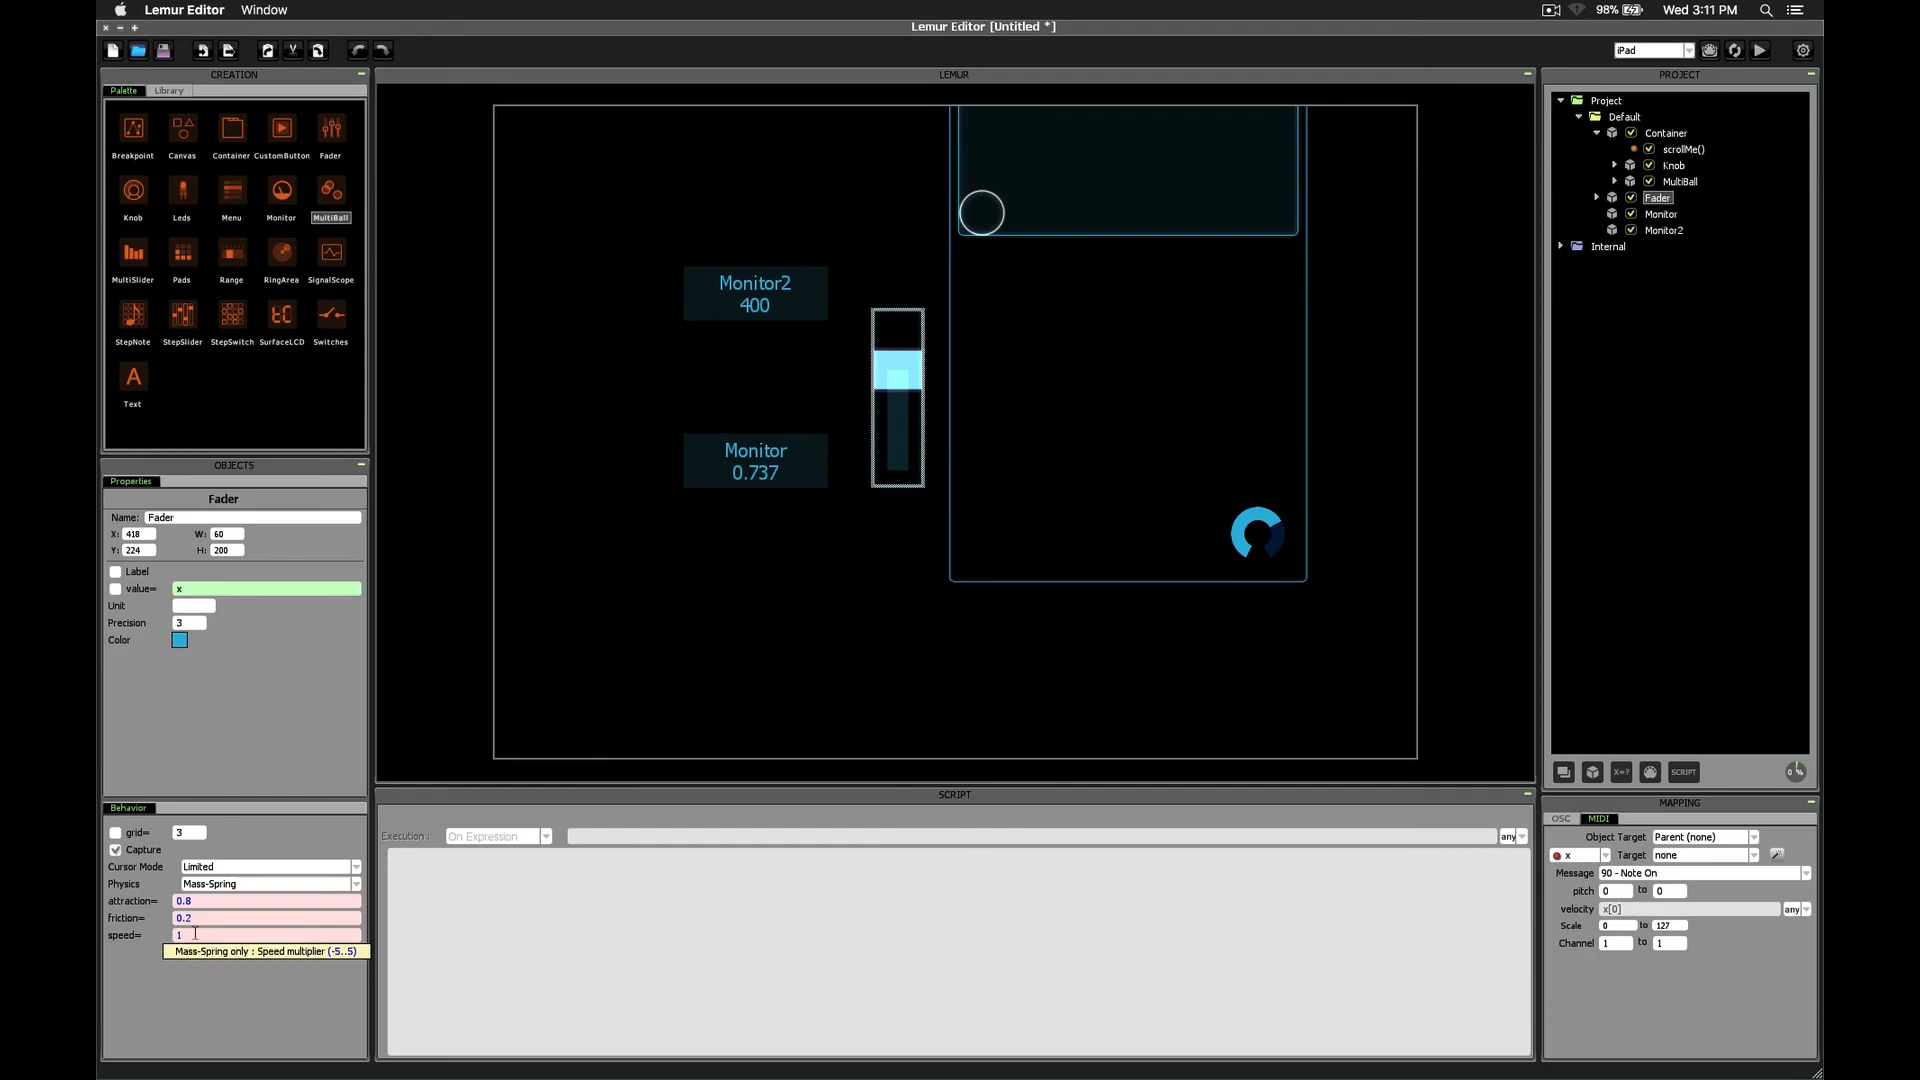 Lemur Editor Window
98% Wed 3:11 PM
Lemur Editor [Untitled *]
iPad
CREATION
Palette Library
Breakpoint Canvas Container CustomButton Fader
Knob Leds Menu Monitor MultiBall
MultiSlider Pads Range RingArea SignalScope
StepNote StepSlider StepSwitch SurfaceLCD Switches
A
Text
OBJECTS
Properties
Fader
Name: Fader
X: 418 W: 60
Y: 224 H: 200
Label
value= x
Unit
Precision 3
Color
Behavior
grid= 3
Capture
Cursor Mode Limited
Physics Mass-Spring
attraction= 0.8
friction= 0.2
speed= 1
Mass-Spring only : Speed multiplier (-5..5)
LEMUR
Monitor2
400
Monitor
0.737
SCRIPT
Execution : On Expression any
PROJECT
Project
Default
Container
scrollMe()
Knob
MultiBall
Fader
Monitor
Monitor2
Internal
X=? SCRIPT 0 %
MAPPING
OSC MIDI
Object Target Parent (none)
x Target none
Message 90 - Note On
pitch 0 to 0
velocity x[0] any
Scale 0 to 127
Channel 1 to 1